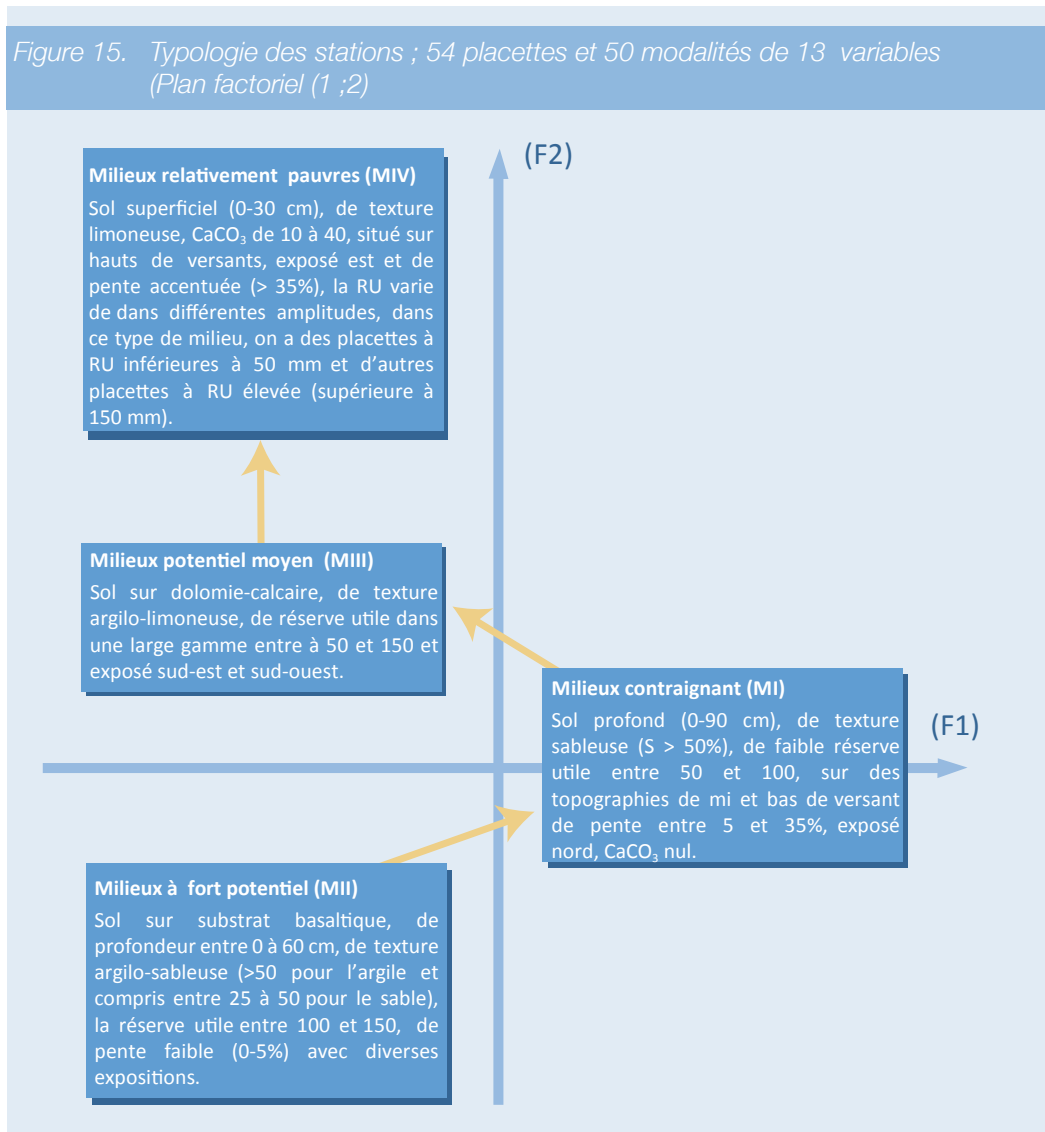 Figure 15. Typologie des stations ; 54 placettes et 50 modalités de 13 variables
(Plan factoriel (1 ;2)
(F2)
Milieux relativement pauvres (MIV)
Sol superficiel (0-30 cm), de texture
limoneuse, CaCO₃ de 10 à 40, situé sur
hauts de versants, exposé est et de
pente accentuée (> 35%), la RU varie
de dans différentes amplitudes, dans
ce type de milieu, on a des placettes à
RU inférieures à 50 mm et d'autres
placettes à RU élevée (supérieure à
150 mm).
Milieux potentiel moyen (MIII)
Sol sur dolomie-calcaire, de texture
argilo-limoneuse, de réserve utile dans
une large gamme entre à 50 et 150 et
exposé sud-est et sud-ouest.
Milieux contraignant (MI)
Sol profond (0-90 cm), de texture
sableuse (S > 50%), de faible réserve
utile entre 50 et 100, sur des
topographies de mi et bas de versant
de pente entre 5 et 35%, exposé
nord, CaCO₃ nul.
(F1)
Milieux à fort potentiel (MII)
Sol sur substrat basaltique, de
profondeur entre 0 à 60 cm, de texture
argilo-sableuse (>50 pour l'argile et
compris entre 25 à 50 pour le sable),
la réserve utile entre 100 et 150, de
pente faible (0-5%) avec diverses
expositions.